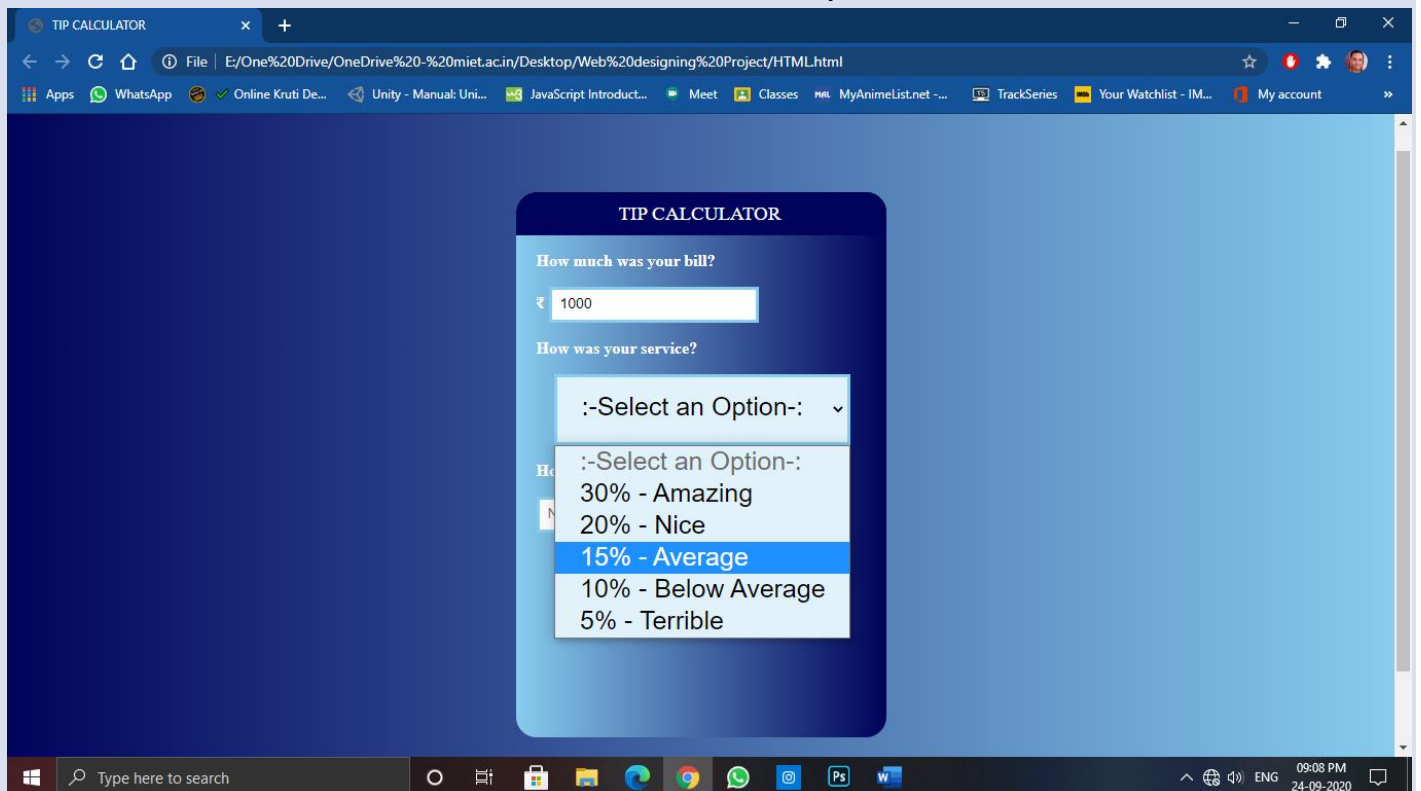 TIP CALCULATOR
File | E:/One%20Drive/OneDrive%20-%20miet.ac.in/Desktop/Web%20designing%20Project/HTML.html
Apps WhatsApp Online Kruti De... Unity - Manual: Uni... JavaScript Introduct... Meet Classes MyAnimeList.net -... TrackSeries Your Watchlist - IM... My account »
TIP CALCULATOR
How much was your bill?
₹ 1000
How was your service?
:-Select an Option-:
:-Select an Option-:
30% - Amazing
20% - Nice
15% - Average
10% - Below Average
5% - Terrible
Type here to search
Ps
W
ENG
09:08 PM
24-09-2020